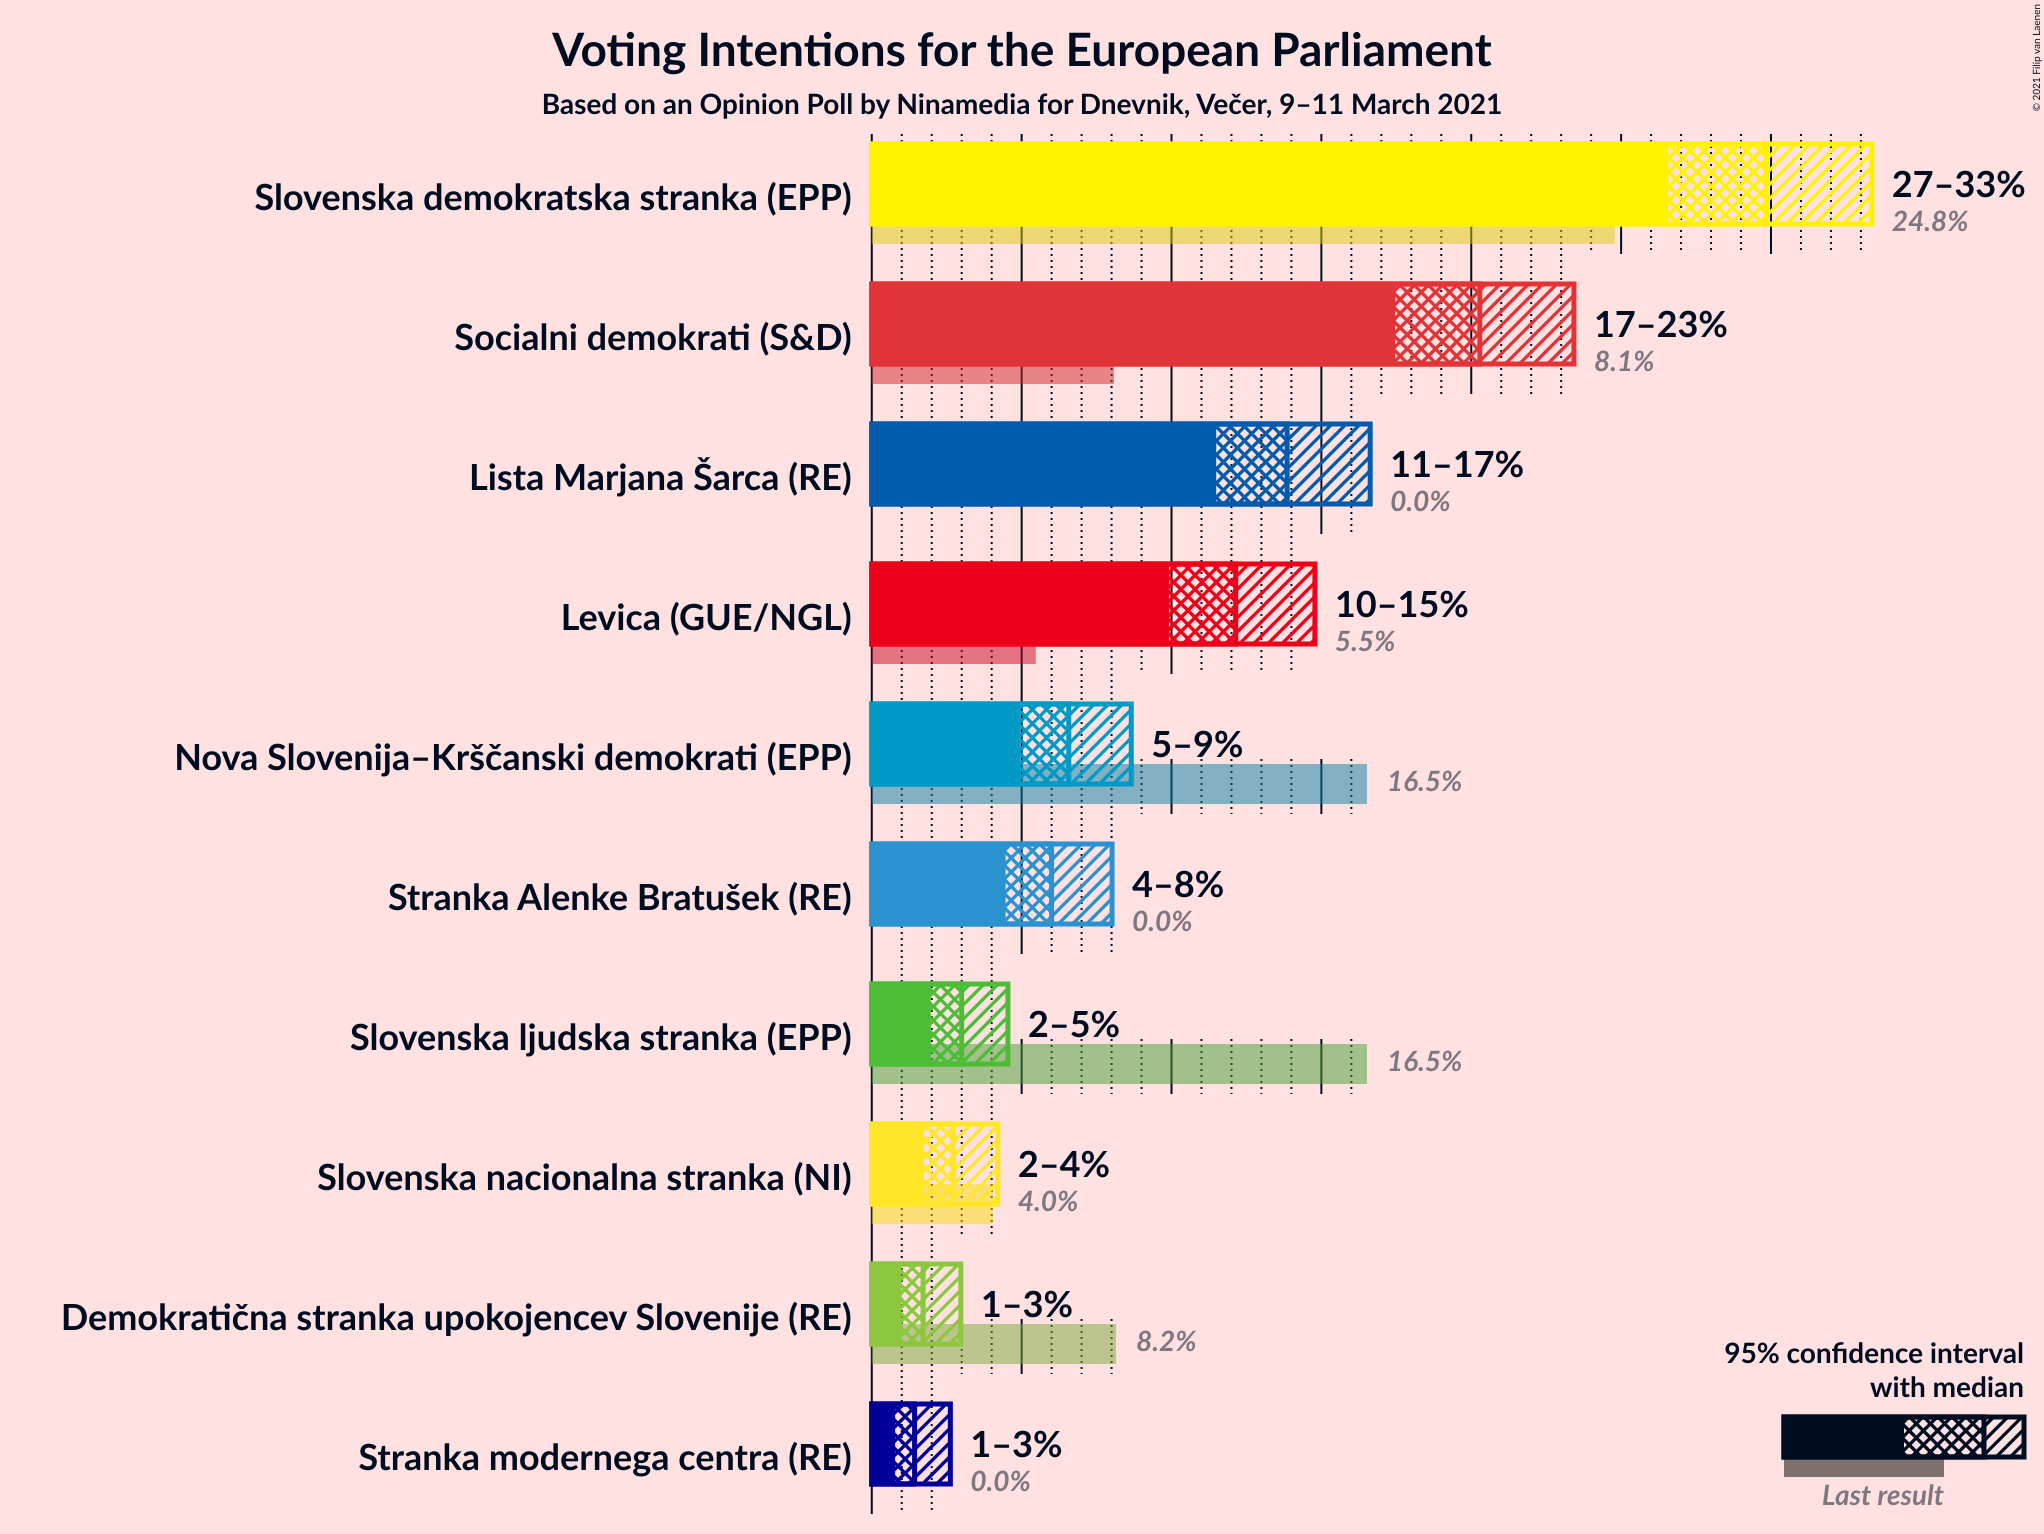 Voting Intentions for the European Parliament
Based on an Opinion Poll by Ninamedia for Dnevnik, Večer, 9–11 March 2021
© 2021 Filip van Laenen
Slovenska demokratska stranka (EPP)
27–33%
24.8%
Socialni demokrati (S&D)
17–23%
8.1%
Lista Marjana Šarca (RE)
11–17%
0.0%
Levica (GUE/NGL)
10–15%
5.5%
Nova Slovenija–Krščanski demokrati (EPP)
5–9%
16.5%
Stranka Alenke Bratušek (RE)
4–8%
0.0%
Slovenska ljudska stranka (EPP)
2–5%
16.5%
Slovenska nacionalna stranka (NI)
2–4%
4.0%
Demokratična stranka upokojencev Slovenije (RE)
1–3%
8.2%
Stranka modernega centra (RE)
1–3%
0.0%
95% confidence interval
with median
Last result